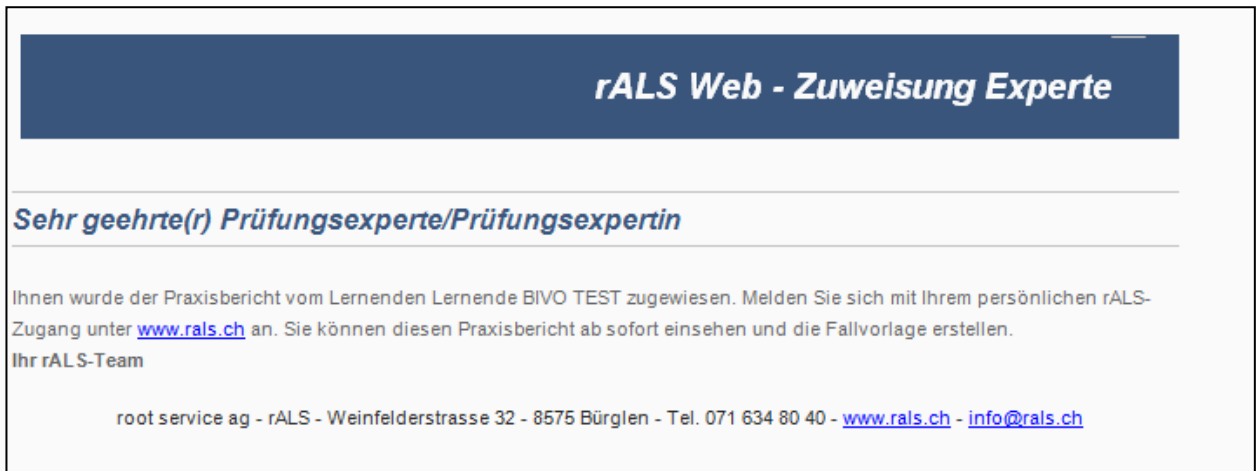 rALS Web - Zuweisung Experte
Sehr geehrte(r) Prüfungsexperte/Prüfungsexpertin
Ihnen wurde der Praxisbericht vom Lernenden Lernende BIVO TEST zugewiesen. Melden Sie sich mit Ihrem persönlichen rALS-
Zugang unter www.rals.ch an. Sie können diesen Praxisbericht ab sofort einsehen und die Fallvorlage erstellen.
Ihr rALS-Team
root service ag - rALS - Weinfelderstrasse 32 - 8575 Bürglen - Tel. 071 634 80 40 - www.rals.ch - info@rals.ch